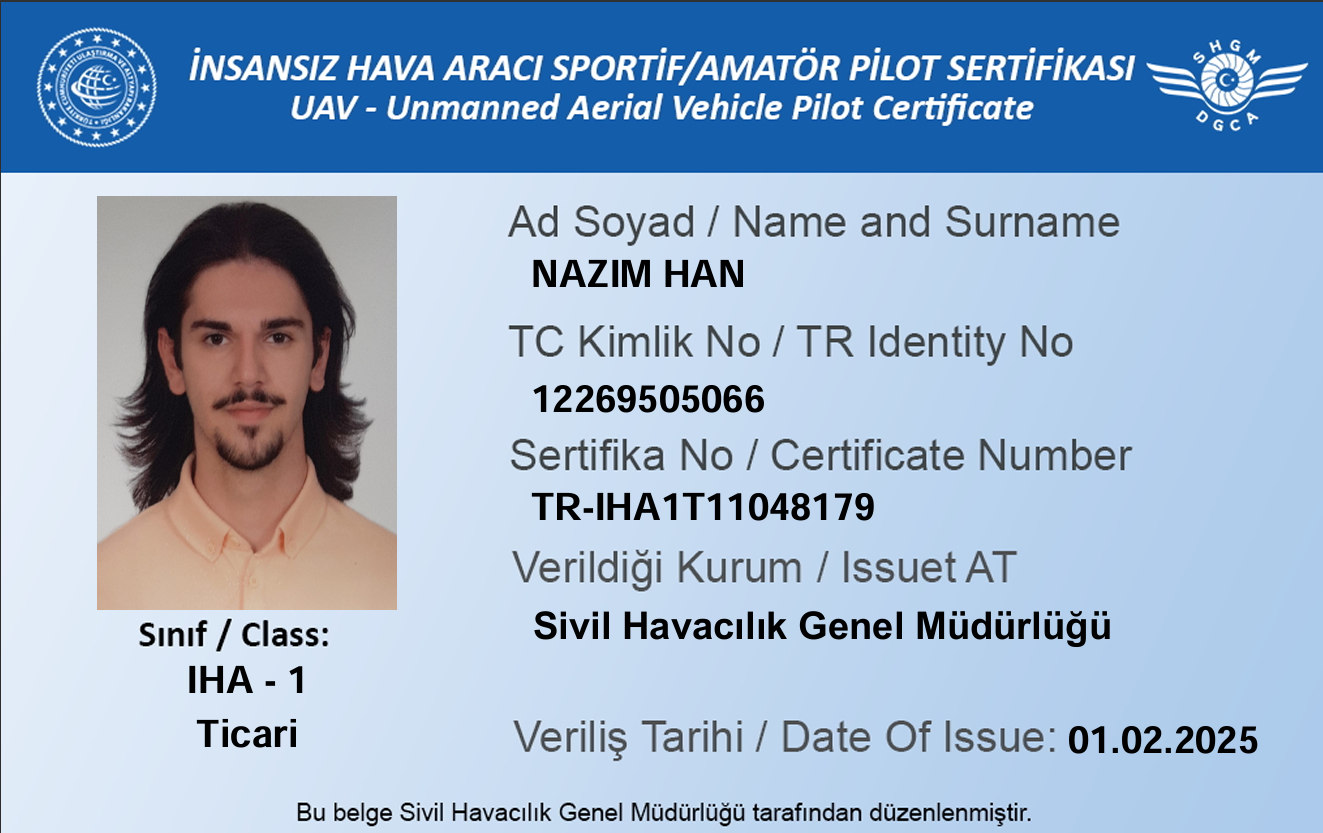 İNSANSIZ HAVA ARACI SPORTİF/AMATÖR PİLOT SERTİFİKASI
UAV - Unmanned Aerial Vehicle Pilot Certificate
SHGM
DGCA
Ad Soyad / Name and Surname
NAZIM HAN
TC Kimlik No / TR Identity No
12269505066
Sertifika No / Certificate Number
TR-IHA1T11048179
Verildiği Kurum / Issuet AT
Sivil Havacılık Genel Müdürlüğü
Sınıf / Class:
IHA - 1
Ticari
Veriliş Tarihi / Date Of Issue: 01.02.2025
Bu belge Sivil Havacılık Genel Müdürlüğü tarafından düzenlenmiştir.